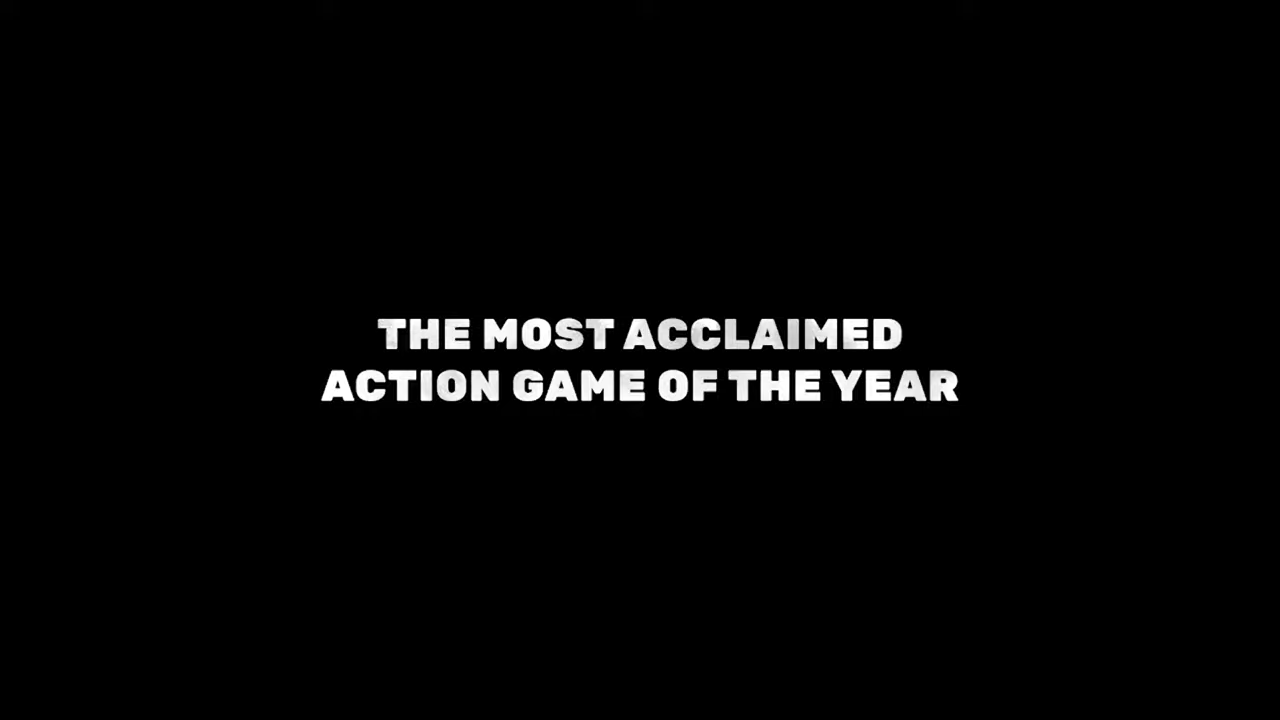 THE MOST ACCLAIMED
ACTION GAME OF THE YEAR